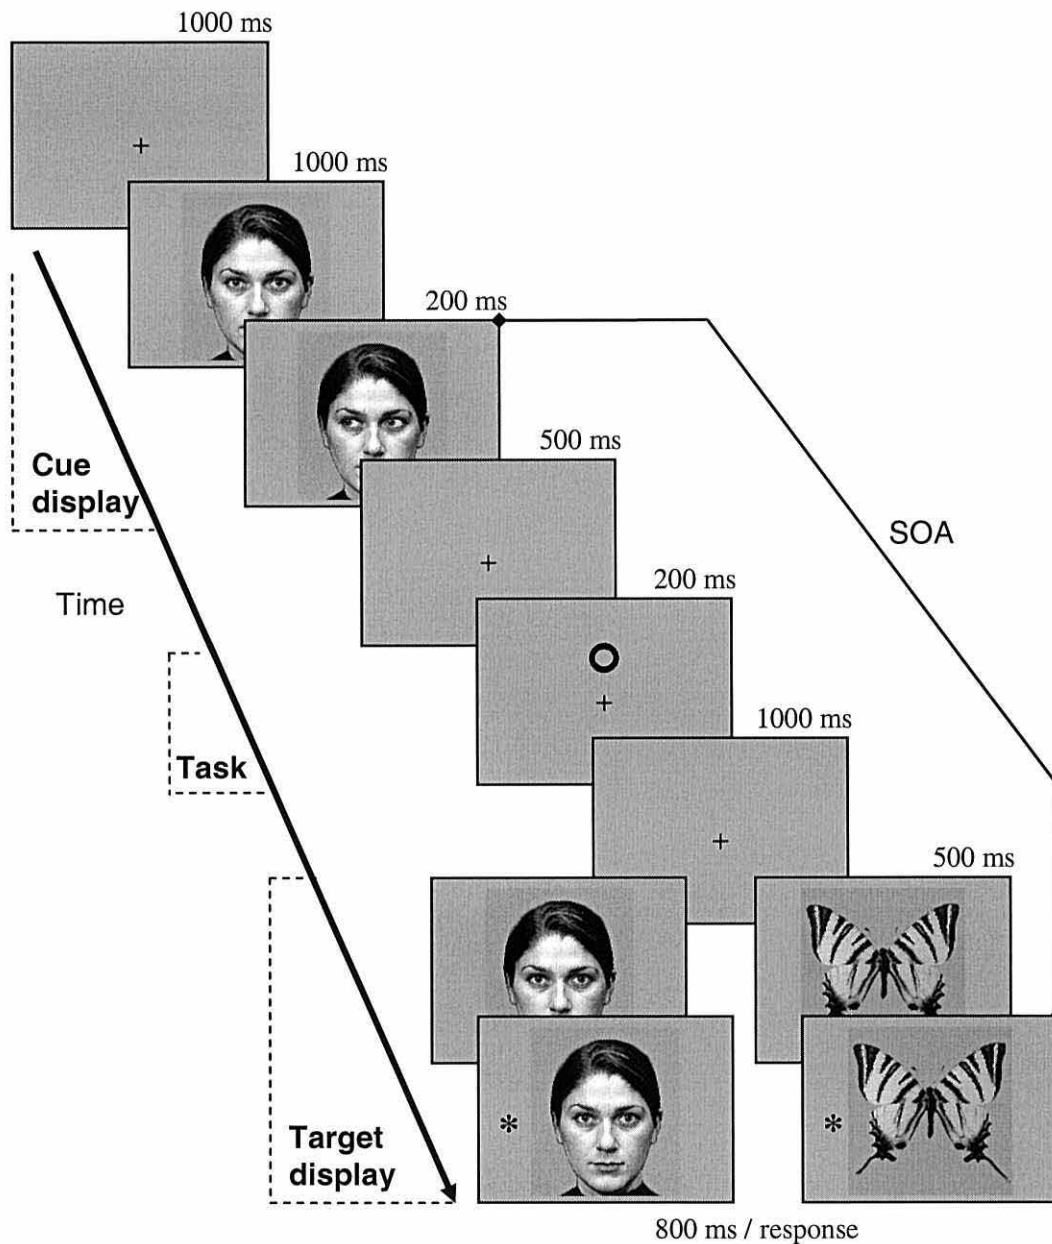 1000 ms
1000 ms
200 ms
500 ms
Cue
display
SOA
200 ms
Time
1000 ms
Task
500 ms
*
*
Target
display
800 ms / response